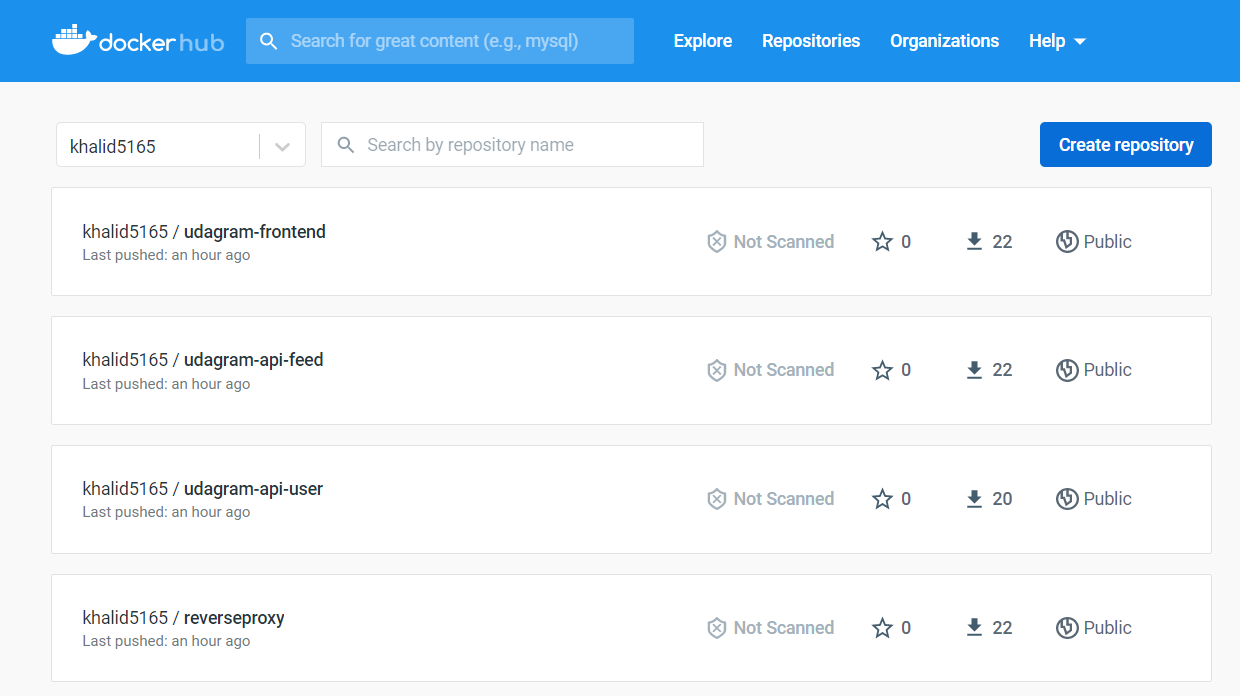 docker hub Search for great content (e.g., mysql) Explore Repositories Organizations Help
khalid5165 Search by repository name Create repository
khalid5165 / udagram-frontend
Last pushed: an hour ago
Not Scanned 0 22 Public
khalid5165 / udagram-api-feed
Last pushed: an hour ago
Not Scanned 0 22 Public
khalid5165 / udagram-api-user
Last pushed: an hour ago
Not Scanned 0 20 Public
khalid5165 / reverseproxy
Last pushed: an hour ago
Not Scanned 0 22 Public